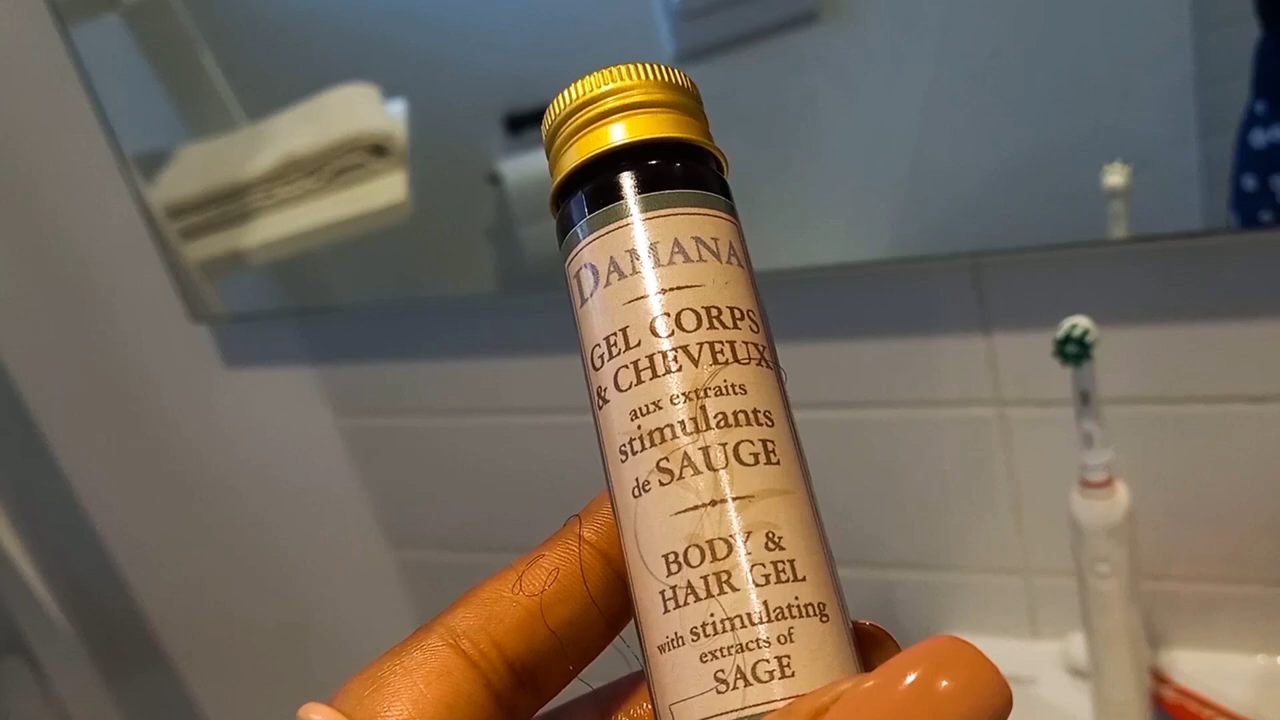 DAMANA
GEL CORPS
& CHEVEUX
aux extraits
stimulants
de SAUGE
BODY &
HAIR GEL
with stimulating
extracts of
SAGE